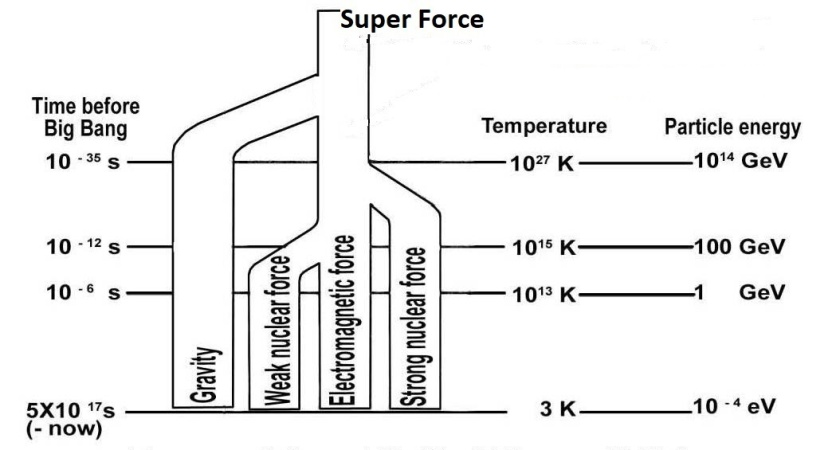 Super Force
Time before
Big Bang
Temperature
Particle energy
10 -35 s
10²⁷ K
10¹⁴ GeV
10 -12 s
10¹⁵ K
100 GeV
10 -6 s
10¹³ K
1 GeV
Gravity
Weak nuclear force
Electromagnetic force
Strong nuclear force
5X10 ¹⁷s
(- now)
3 K
10 -4 eV